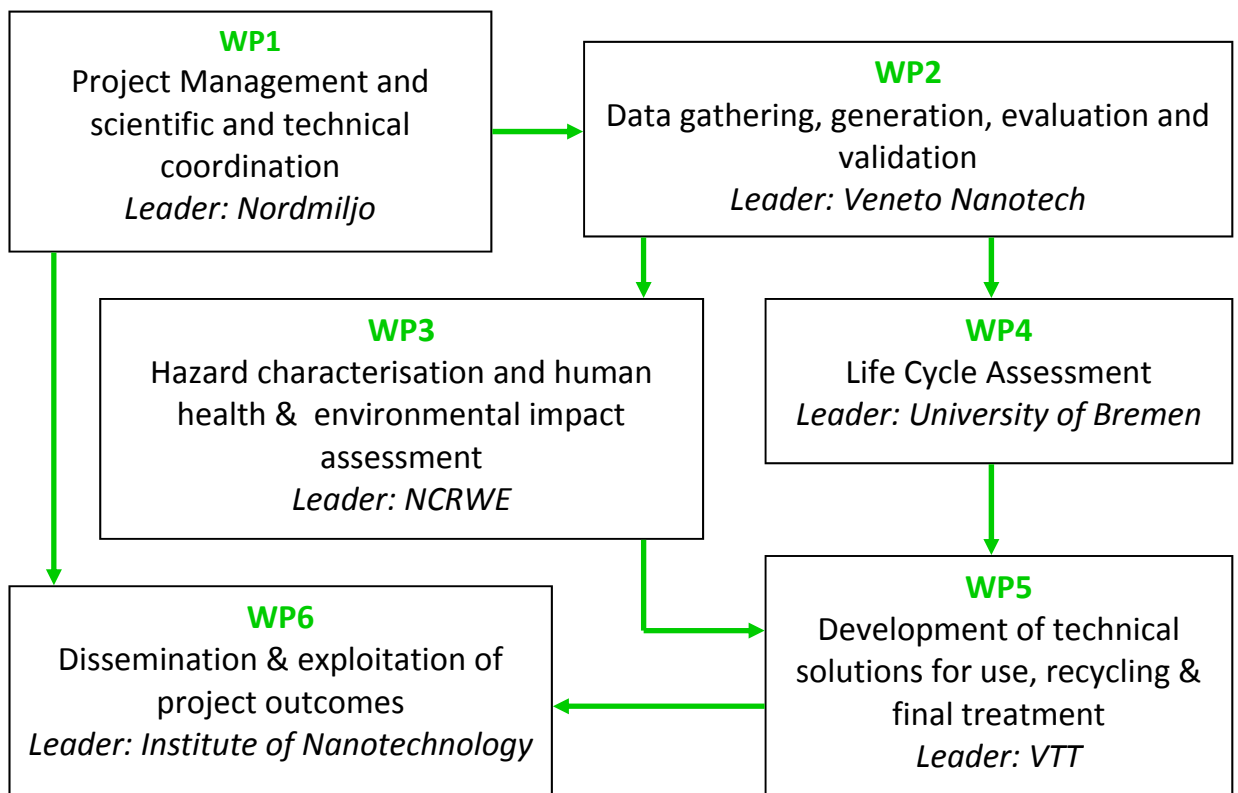 WP1
Project Management and
scientific and technical
coordination
Leader: Nordmiljo
WP2
Data gathering, generation, evaluation and
validation
Leader: Veneto Nanotech
WP3
Hazard characterisation and human
health &  environmental impact
assessment
Leader: NCRWE
WP4
Life Cycle Assessment
Leader: University of Bremen
WP6
Dissemination & exploitation of
project outcomes
Leader: Institute of Nanotechnology
WP5
Development of technical
solutions for use, recycling &
final treatment
Leader: VTT